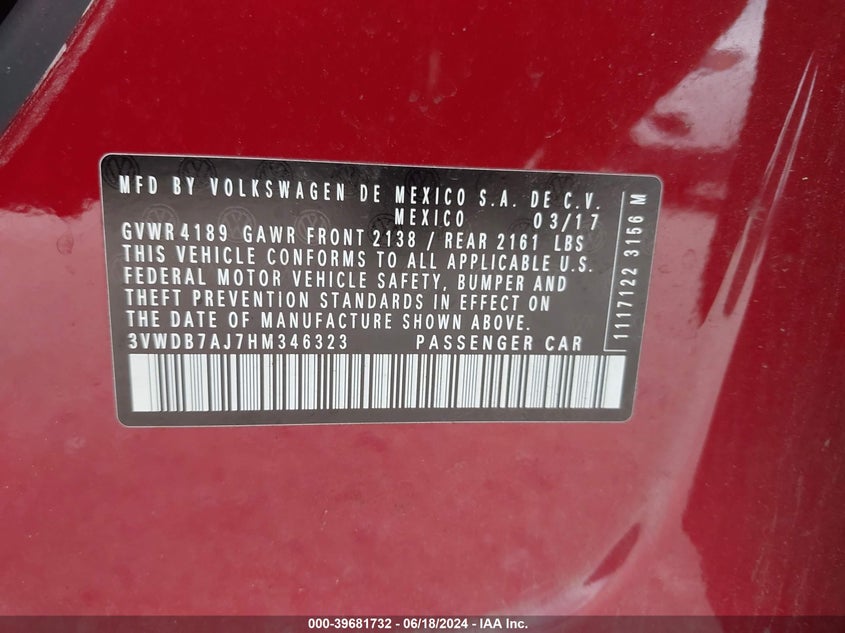 MFD BY VOLKSWAGEN DE MEXICO S.A. DE C.V.
MEXICO 03/17
GVWR 4189 GAWR FRONT 2138 / REAR 2161 LBS
THIS VEHICLE CONFORMS TO ALL APPLICABLE U.S.
FEDERAL MOTOR VEHICLE SAFETY, BUMPER AND
THEFT PREVENTION STANDARDS IN EFFECT ON
THE DATE OF MANUFACTURE SHOWN ABOVE.
3VWDB7AJ7HM346323 PASSENGER CAR
1117122 3156 M
000-39681732 - 06/18/2024 - IAA Inc.